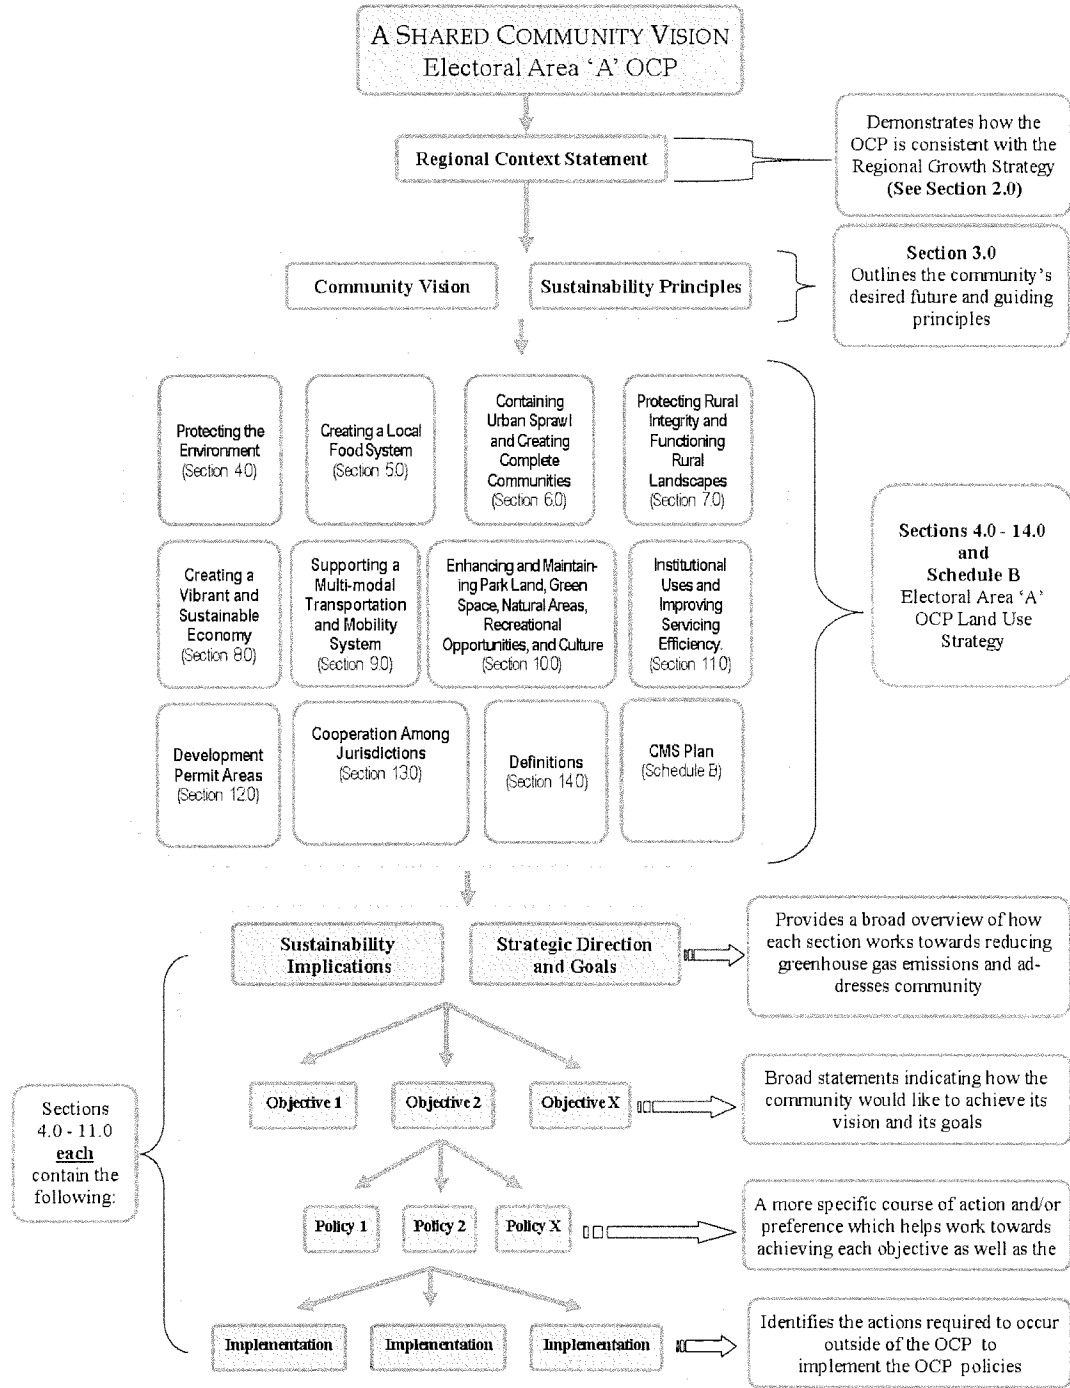 A SHARED COMMUNITY VISION
Electoral Area ‘A’ OCP
Regional Context Statement
Demonstrates how the
OCP is consistent with the
Regional Growth Strategy
(See Section 2.0)
Community Vision
Sustainability Principles
Section 3.0
Outlines the community’s
desired future and guiding
principles
Protecting the
Environment
(Section 4.0)
Creating a Local
Food System
(Section 5.0)
Containing
Urban Sprawl
and Creating
Complete
Communities
(Section 6.0)
Protecting Rural
Integrity and
Functioning
Rural
Landscapes
(Section 7.0)
Creating a
Vibrant and
Sustainable
Economy
(Section 8.0)
Supporting a
Multi-modal
Transportation
and Mobility
System
(Section 9.0)
Enhancing and Maintain-
ing Park Land, Green
Space, Natural Areas,
Recreational
Opportunities, and Culture
(Section 10.0)
Institutional
Uses and
Improving
Servicing
Efficiency.
(Section 11.0)
Sections 4.0 - 14.0
and
Schedule B
Electoral Area ‘A’
OCP Land Use
Strategy
Development
Permit Areas
(Section 12.0)
Cooperation Among
Jurisdictions
(Section 13.0)
Definitions
(Section 14.0)
CMS Plan
(Schedule B)
Sustainability
Implications
Strategic Direction
and Goals
Provides a broad overview of how
each section works towards reducing
greenhouse gas emissions and ad-
dresses community
Sections
4.0 - 11.0
each
contain the
following:
Objective 1
Objective 2
Objective X
Broad statements indicating how the
community would like to achieve its
vision and its goals
Policy 1
Policy 2
Policy X
A more specific course of action and/or
preference which helps work towards
achieving each objective as well as the
Implementation
Implementation
Implementation
Identifies the actions required to occur
outside of the OCP to
implement the OCP policies